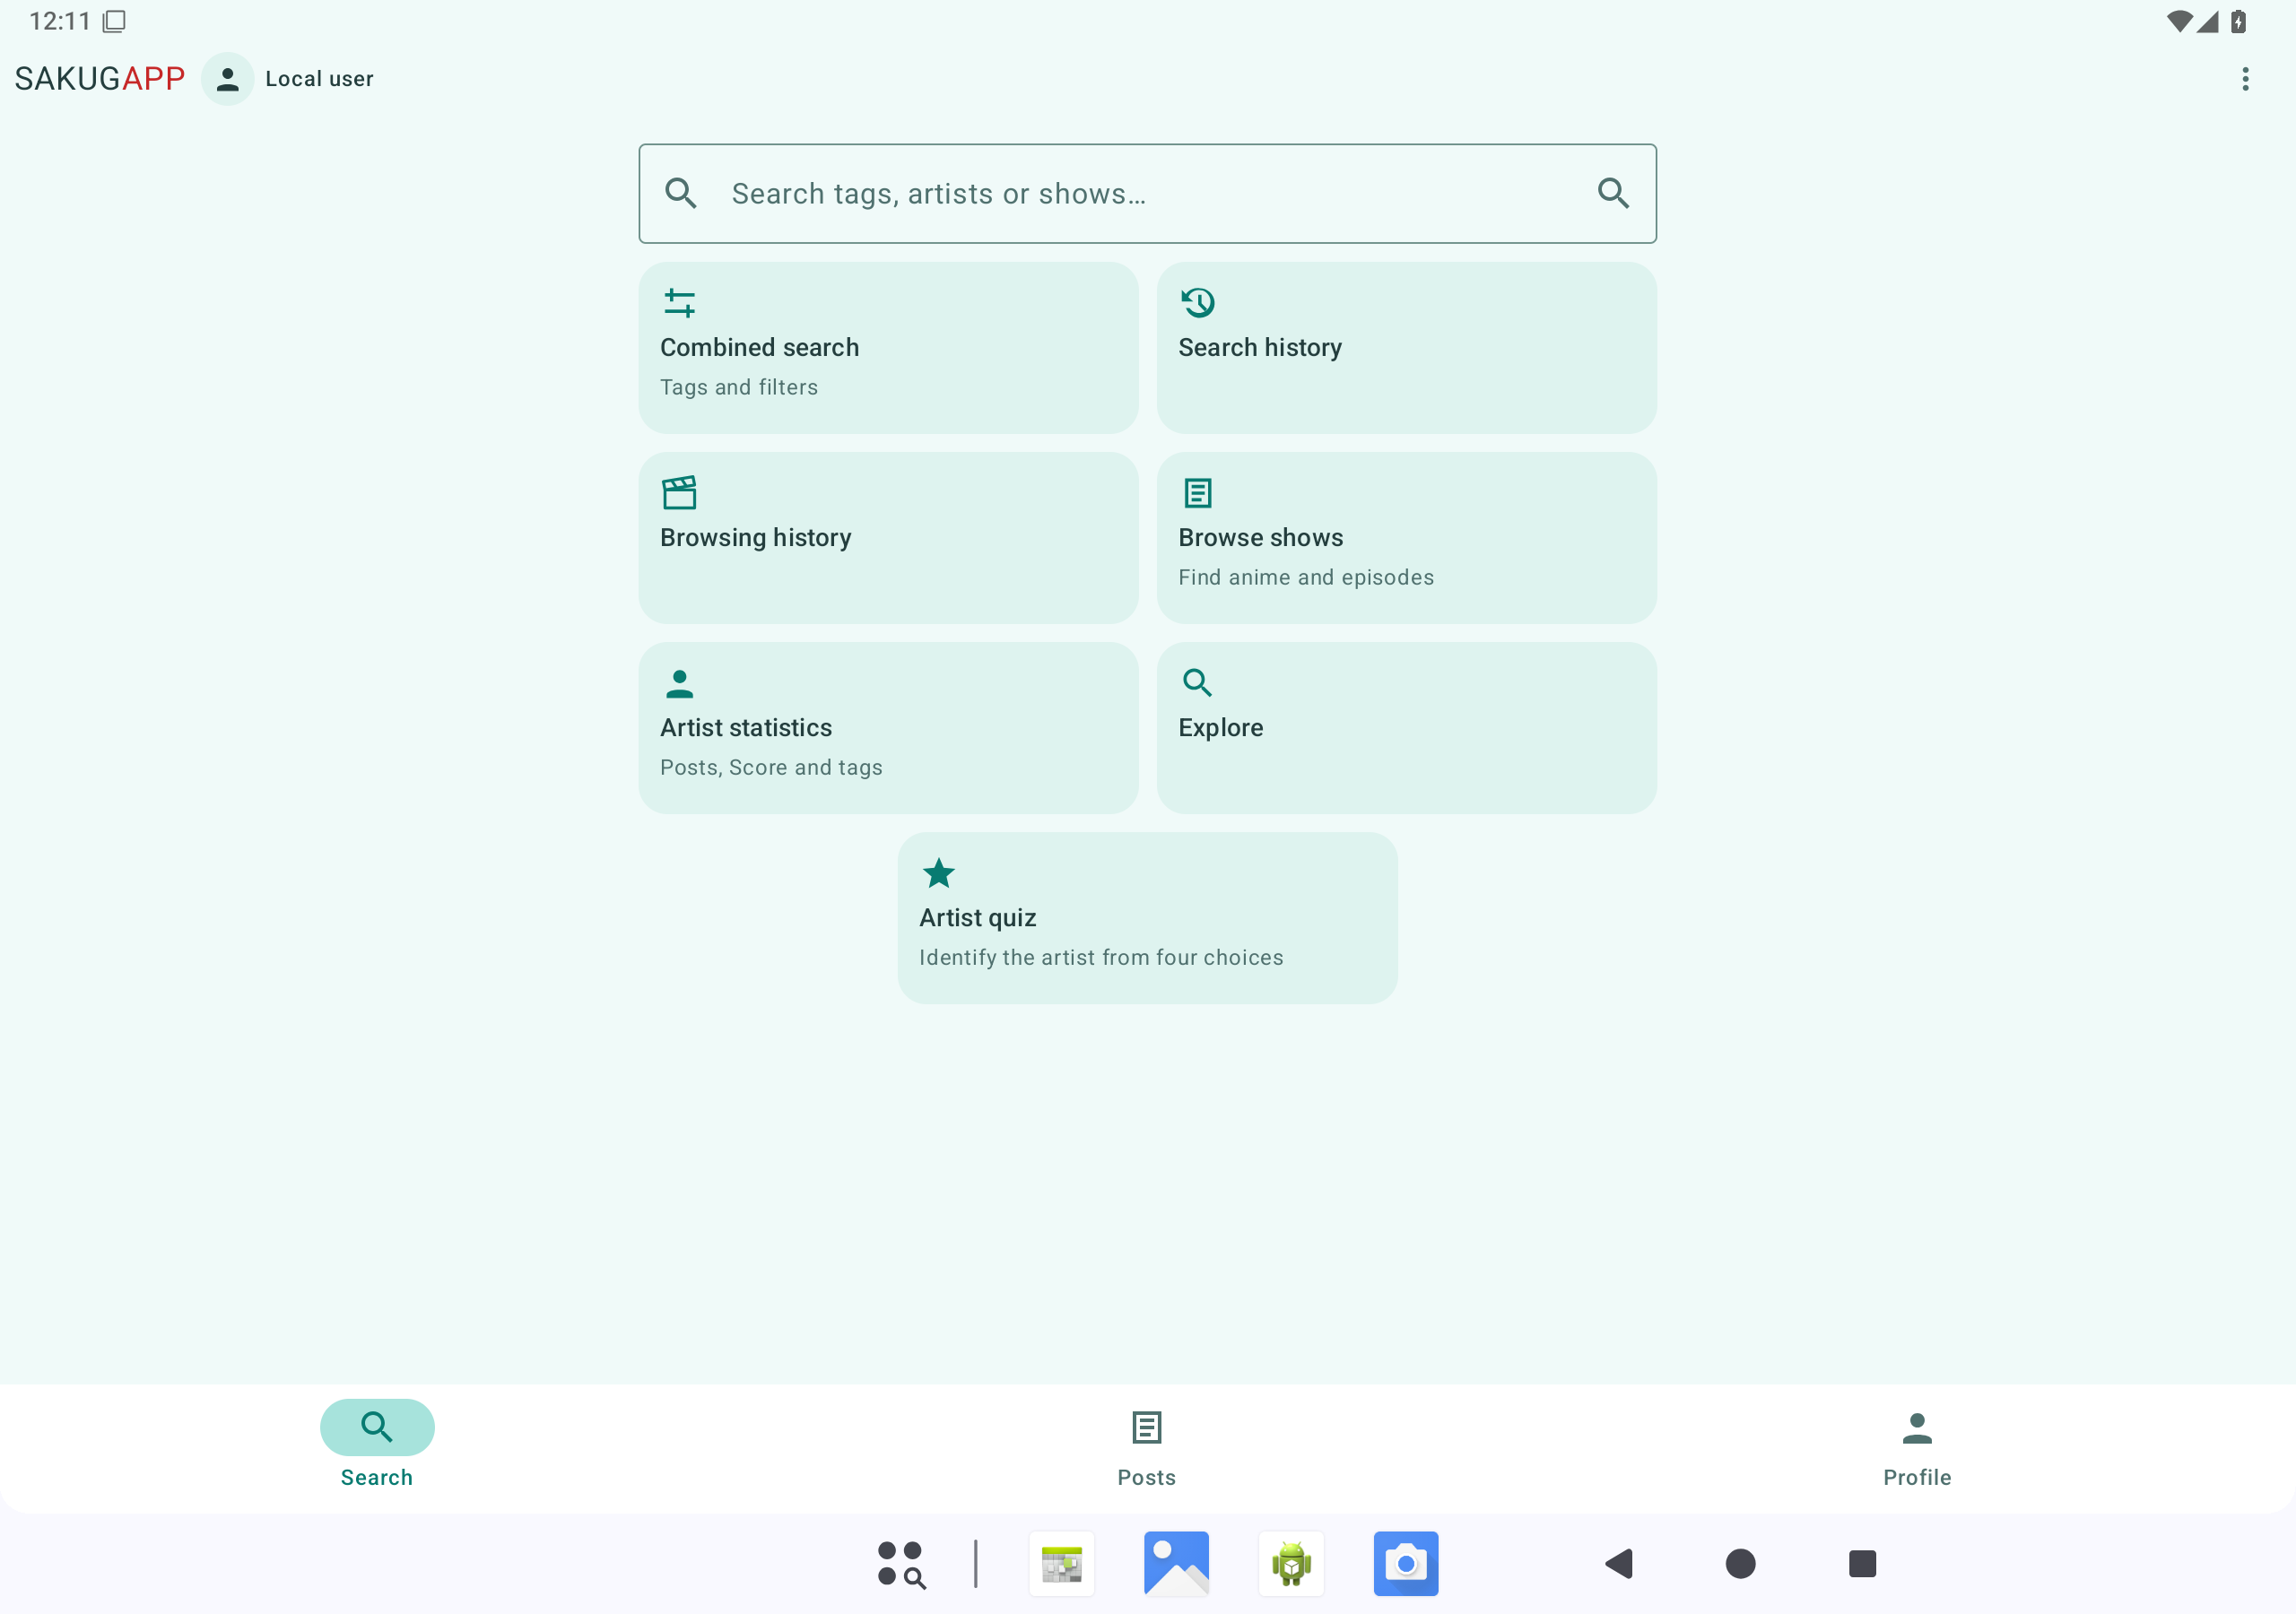 12:11
SAKUGAPP
Local user
Search tags, artists or shows…
Combined search
Tags and filters
Search history
Browsing history
Browse shows
Find anime and episodes
Artist statistics
Posts, Score and tags
Explore
Artist quiz
Identify the artist from four choices
Search
Posts
Profile